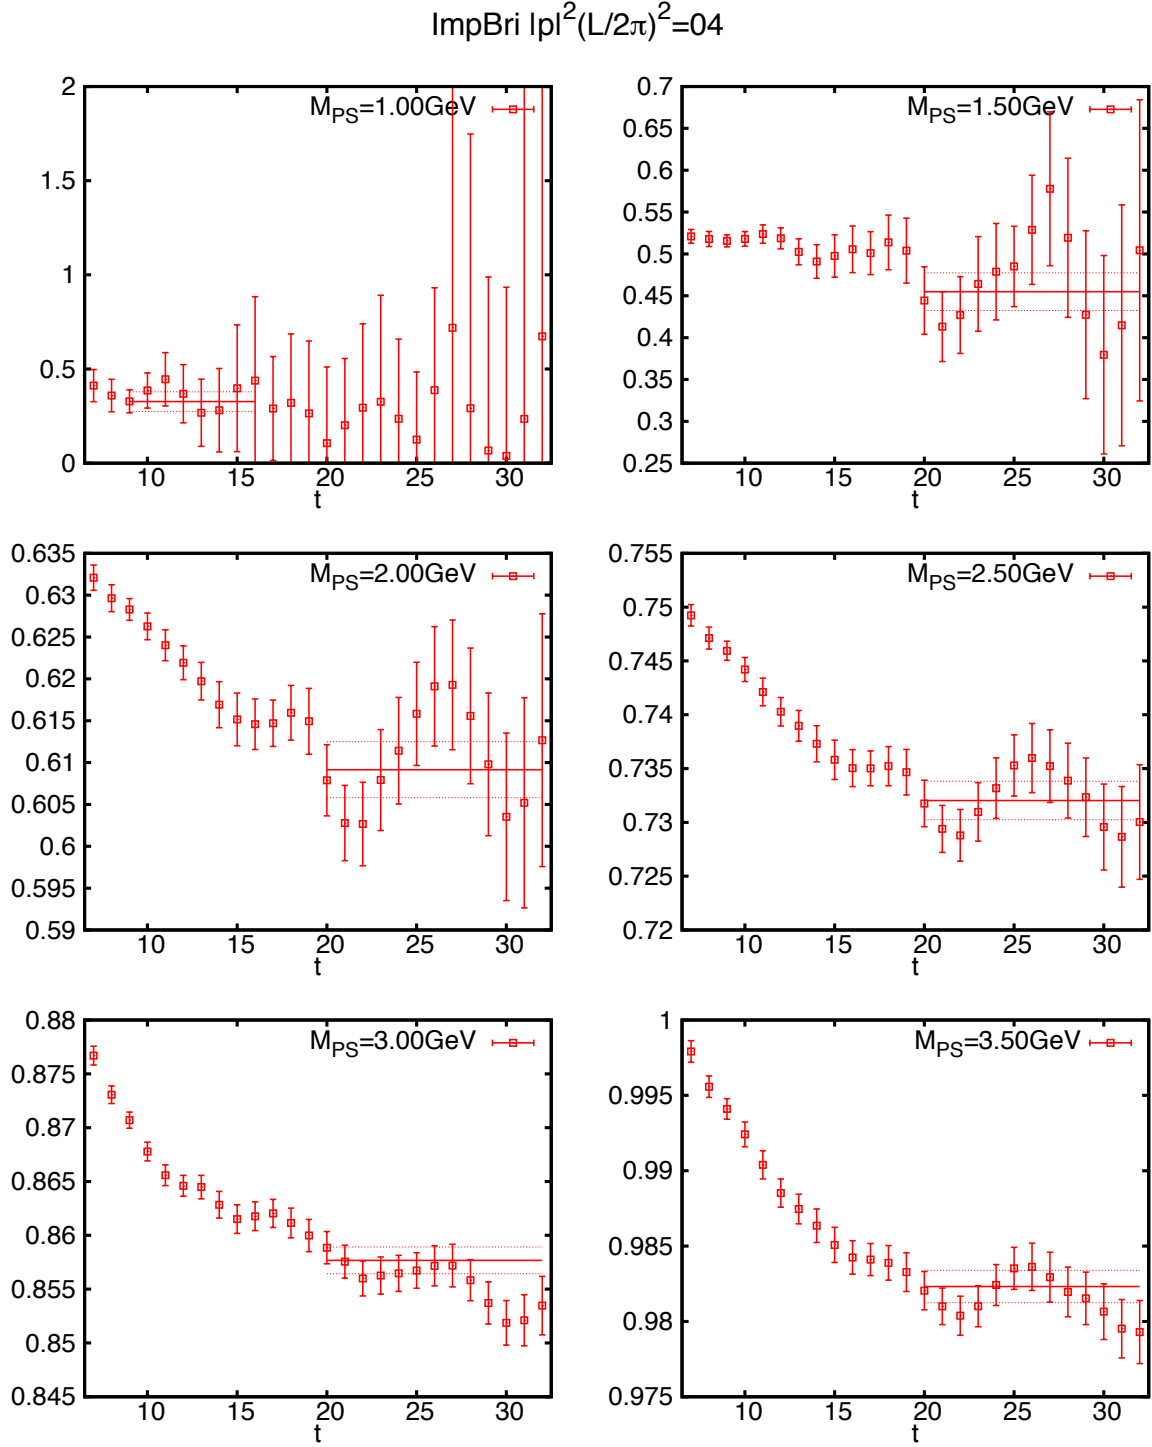 ImpBri |p|²(L/2π)²=04
M_PS=1.00GeV
2
1.5
1
0.5
0
10 15 20 25 30
t
M_PS=1.50GeV
0.7
0.65
0.6
0.55
0.5
0.45
0.4
0.35
0.3
0.25
10 15 20 25 30
t
M_PS=2.00GeV
0.635
0.63
0.625
0.62
0.615
0.61
0.605
0.6
0.595
0.59
10 15 20 25 30
t
M_PS=2.50GeV
0.755
0.75
0.745
0.74
0.735
0.73
0.725
0.72
10 15 20 25 30
t
M_PS=3.00GeV
0.88
0.875
0.87
0.865
0.86
0.855
0.85
0.845
10 15 20 25 30
t
M_PS=3.50GeV
1
0.995
0.99
0.985
0.98
0.975
10 15 20 25 30
t